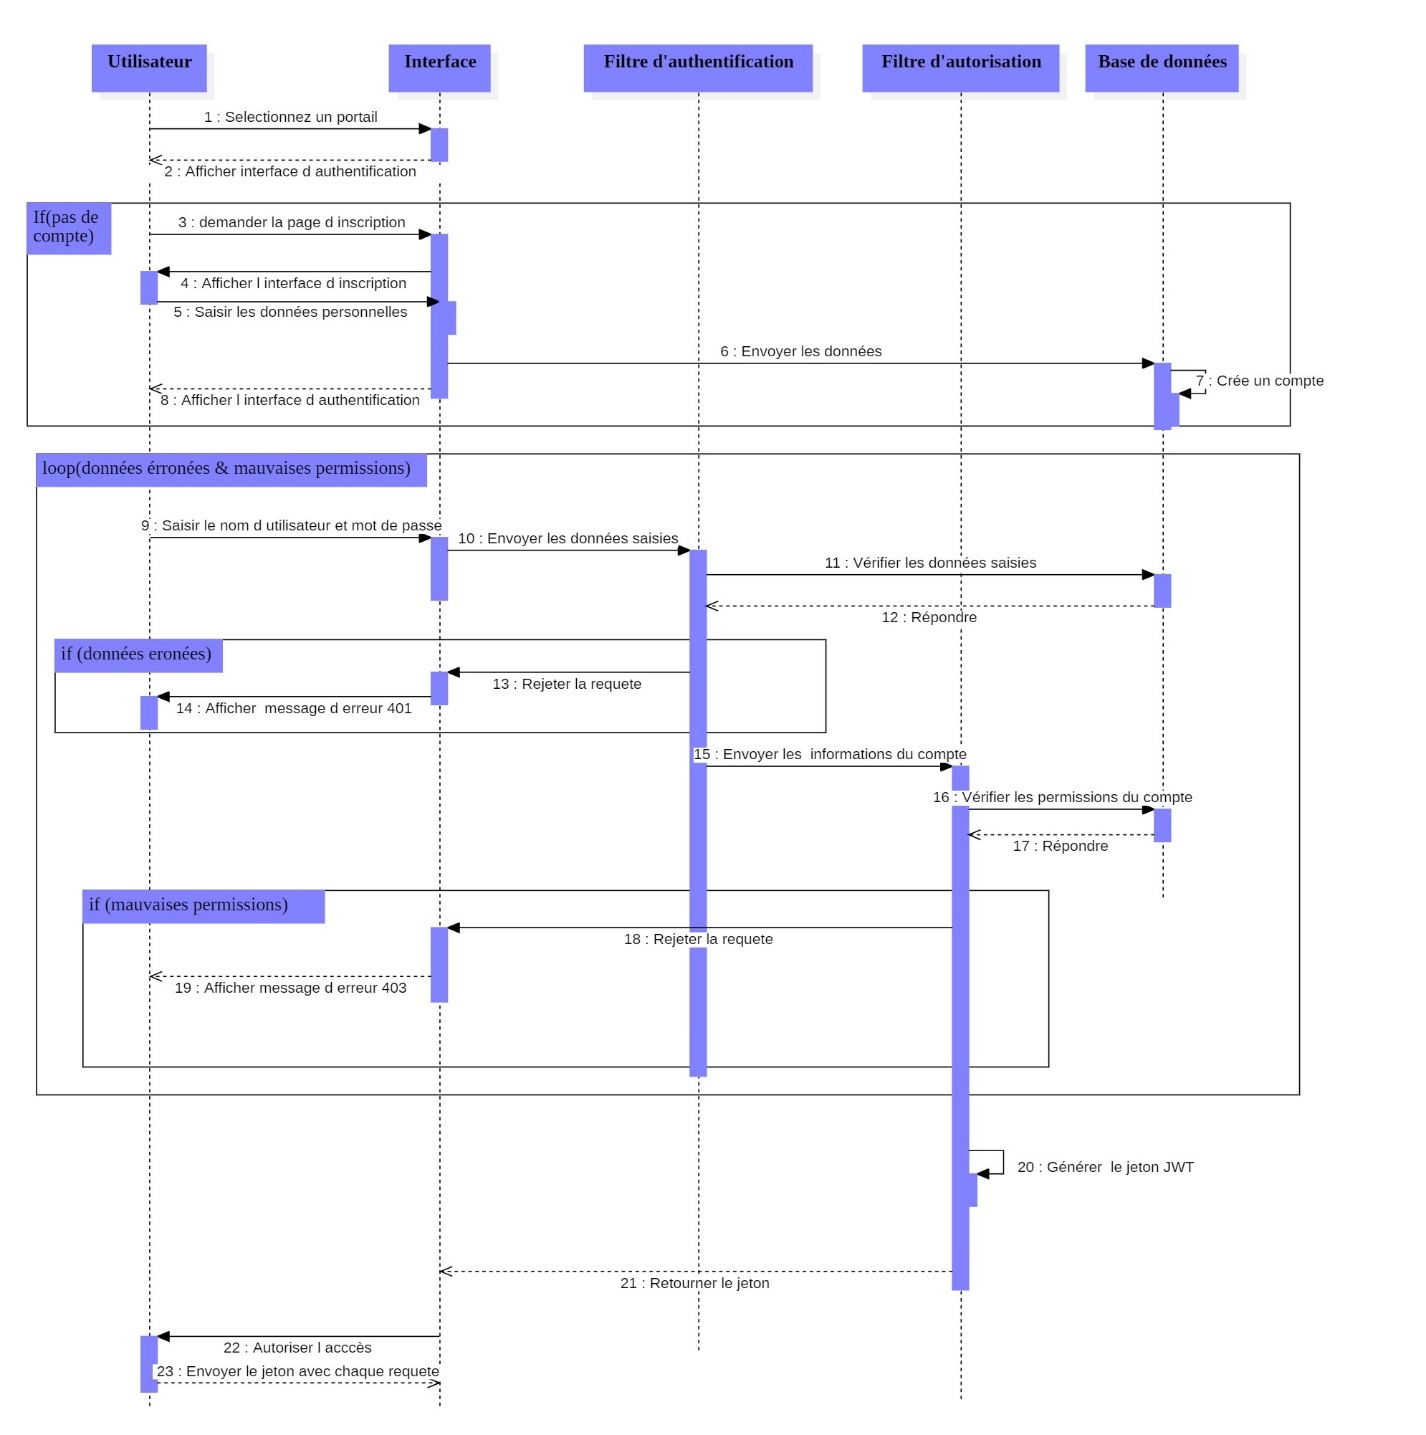 Utilisateur
Interface
Filtre d'authentification
Filtre d'autorisation
Base de données
1 : Selectionnez un portail
2 : Afficher interface d authentification
If(pas de
compte)
3 : demander la page d inscription
4 : Afficher l interface d inscription
5 : Saisir les données personnelles
6 : Envoyer les données
7 : Crée un compte
8 : Afficher l interface d authentification
loop(données érronées & mauvaises permissions)
9 : Saisir le nom d utilisateur et mot de passe
10 : Envoyer les données saisies
11 : Vérifier les données saisies
12 : Répondre
if (données eronées)
13 : Rejeter la requete
14 : Afficher  message d erreur 401
15 : Envoyer les  informations du compte
16 : Vérifier les permissions du compte
17 : Répondre
if (mauvaises permissions)
18 : Rejeter la requete
19 : Afficher message d erreur 403
20 : Générer  le jeton JWT
21 : Retourner le jeton
22 : Autoriser l acccès
23 : Envoyer le jeton avec chaque requete